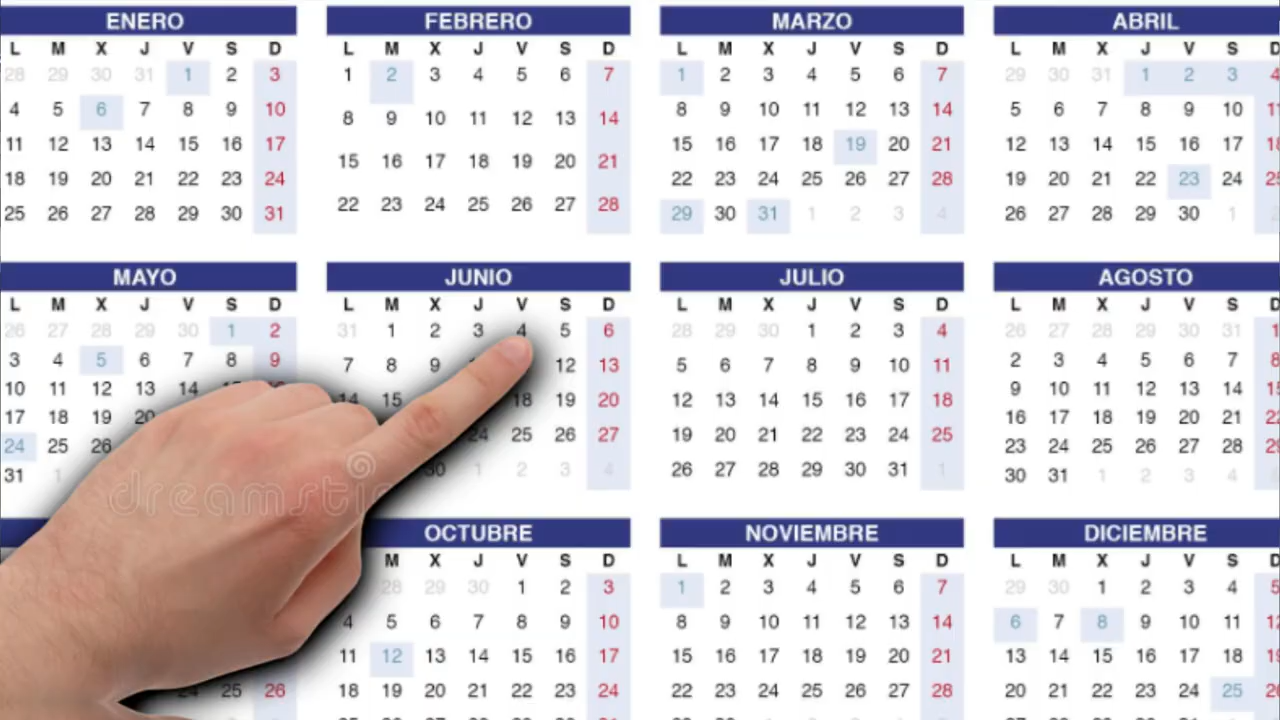 ENERO
L M X J V S D
28 29 30 31 1 2 3
4 5 6 7 8 9 10
11 12 13 14 15 16 17
18 19 20 21 22 23 24
25 26 27 28 29 30 31
FEBRERO
L M X J V S D
1 2 3 4 5 6 7
8 9 10 11 12 13 14
15 16 17 18 19 20 21
22 23 24 25 26 27 28
MARZO
L M X J V S D
1 2 3 4 5 6 7
8 9 10 11 12 13 14
15 16 17 18 19 20 21
22 23 24 25 26 27 28
29 30 31 1 2 3 4
ABRIL
L M X J V S D
29 30 31 1 2 3 4
5 6 7 8 9 10
12 13 14 15 16 17
19 20 21 22 23 24
26 27 28 29 30 1
MAYO
L M X J V S D
26 27 28 29 30 1 2
3 4 5 6 7 8 9
10 11 12 13 14
17 18 19 20
24 25 26
31 1
JUNIO
L M X J V S D
31 1 2 3 4 5 6
7 8 9 12 13
14 15 18 19 20
24 25 26 27
30 1 2 3 4
JULIO
L M X J V S D
28 29 30 1 2 3 4
5 6 7 8 9 10 11
12 13 14 15 16 17 18
19 20 21 22 23 24 25
26 27 28 29 30 31 1
AGOSTO
L M X J V S D
26 27 28 29 30 31 1
2 3 4 5 6 7 8
9 10 11 12 13 14
16 17 18 19 20 21
23 24 25 26 27 28
30 31 1 2 3 4
dreamsti
24 25 26
OCTUBRE
M X J V S D
28 29 30 1 2 3
4 5 6 7 8 9 10
11 12 13 14 15 16 17
18 19 20 21 22 23 24
NOVIEMBRE
L M X J V S D
1 2 3 4 5 6 7
8 9 10 11 12 13 14
15 16 17 18 19 20 21
22 23 24 25 26 27 28
DICIEMBRE
L M X J V S D
29 30 1 2 3 4 5
6 7 8 9 10 11
13 14 15 16 17 18
20 21 22 23 24 25